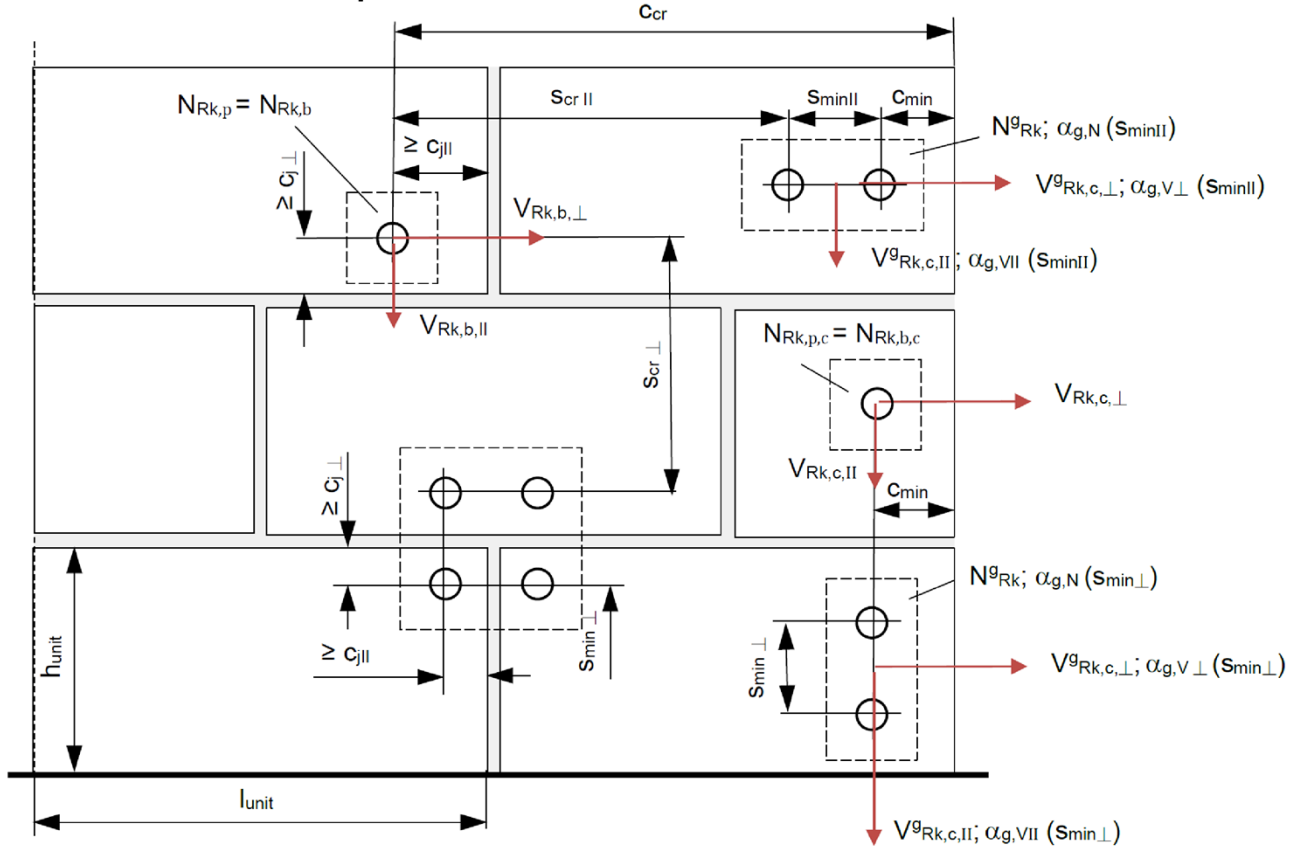 c_cr
s_cr II
s_minII
c_min
N_Rk,p = N_Rk,b
≥ c_jII
≥ c_j⊥
N^g_Rk; α_g,N (s_minII)
V^g_Rk,c,⊥; α_g,V⊥ (s_minII)
V_Rk,b,⊥
V^g_Rk,c,II; α_g,VII (s_minII)
V_Rk,b,II
N_Rk,p,c = N_Rk,b,c
s_cr⊥
V_Rk,c,⊥
V_Rk,c,II
c_min
≥ c_j⊥
N^g_Rk; α_g,N (s_min⊥)
h_unit
≥ c_jII
s_min⊥
s_min⊥
V^g_Rk,c,⊥; α_g,V⊥ (s_min⊥)
l_unit
V^g_Rk,c,II; α_g,VII (s_min⊥)